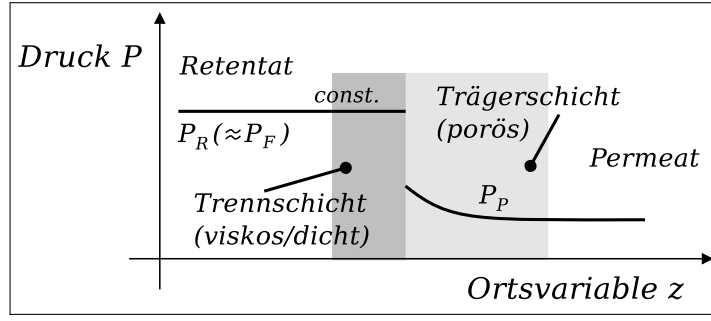 Druck P
Retentat
const.
P_R (≈P_F)
Trägerschicht
(porös)
Permeat
Trennschicht
(viskos/dicht)
P_P
Ortsvariable z